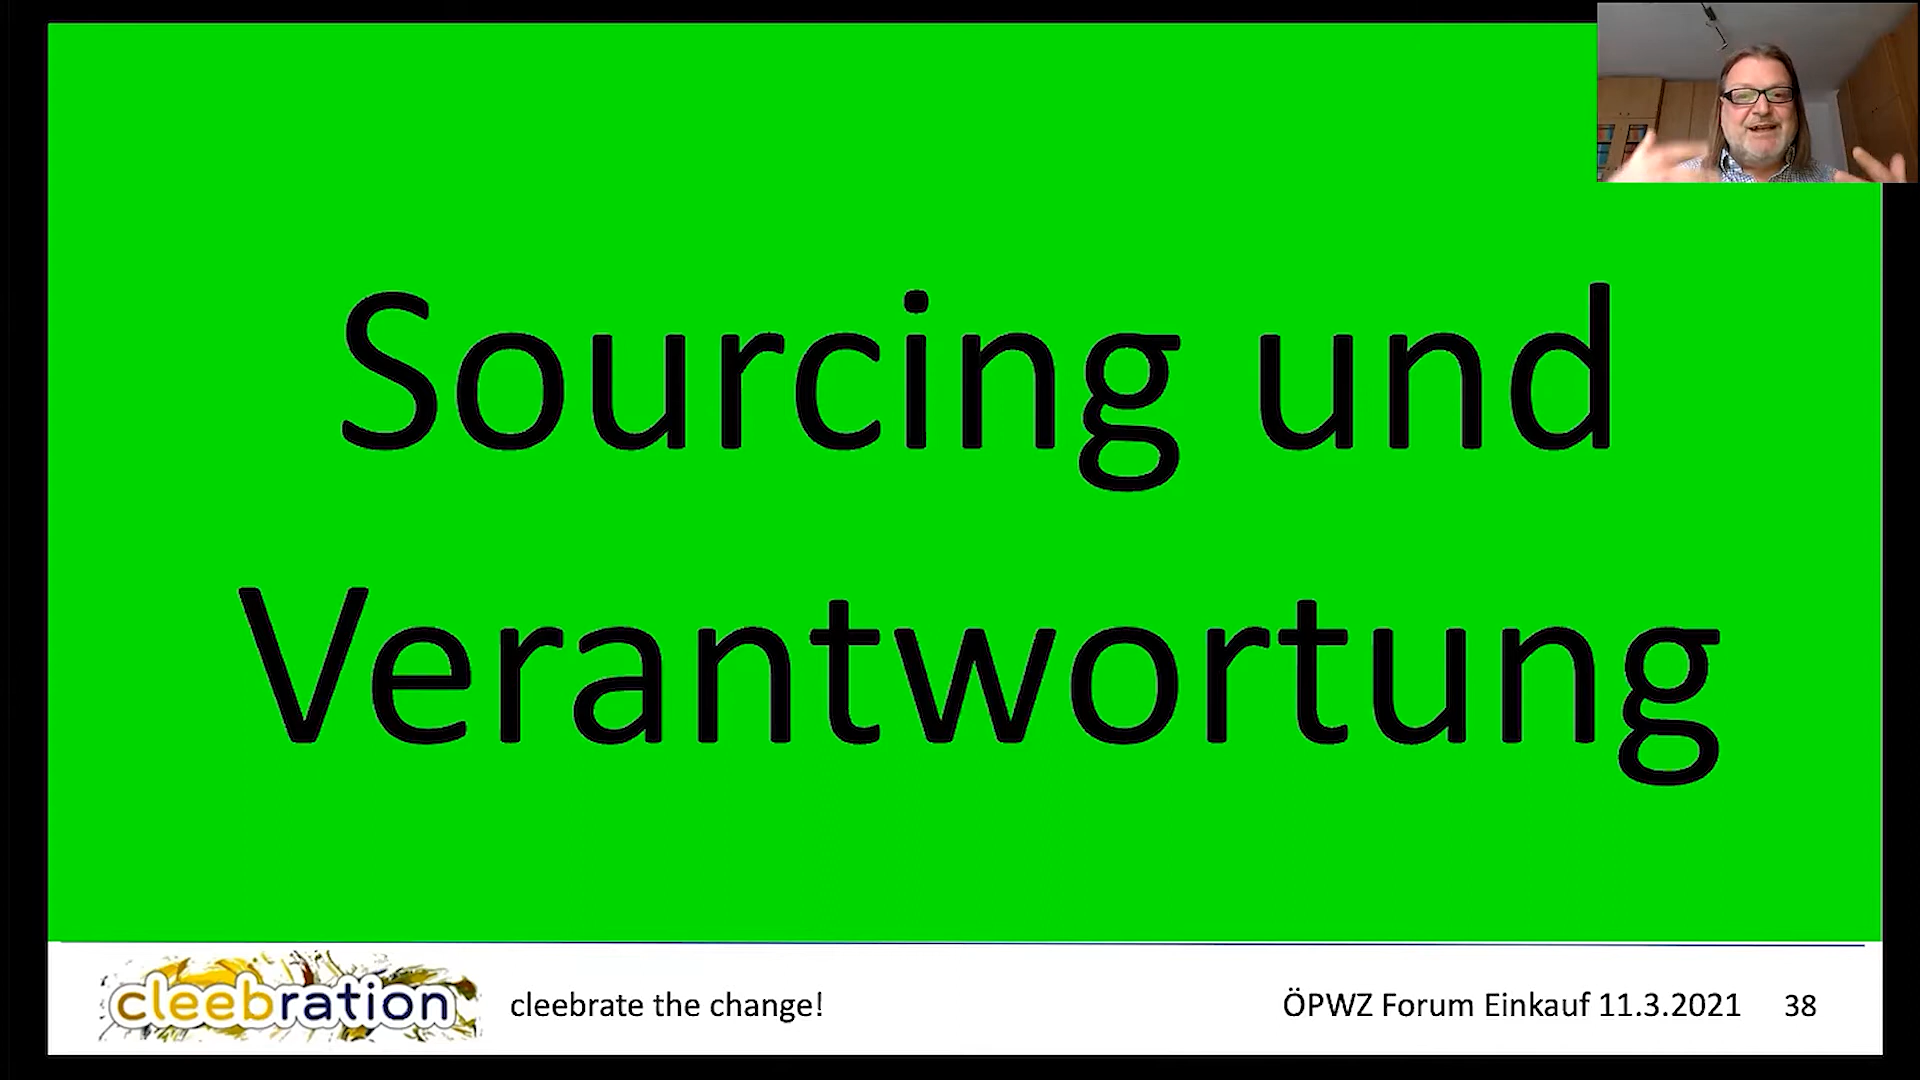 Sourcing und
Verantwortung
cleebration
cleebrate the change!
ÖPWZ Forum Einkauf 11.3.2021
38